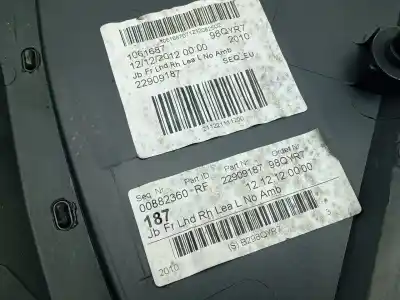 1061687 98QYR7
12/12/2012 00:00 2010
Jb Fr Lhd Rh Lea L No Amb
22909187 SEQ_EU
Seq Nr Part ID Part Nr Order Nr
00882360-RF 22909187 98QYR7
187 12.12.12 00:00
Jb Fr Lhd Rh Lea L No Amb
2010 (S) B298QYR7